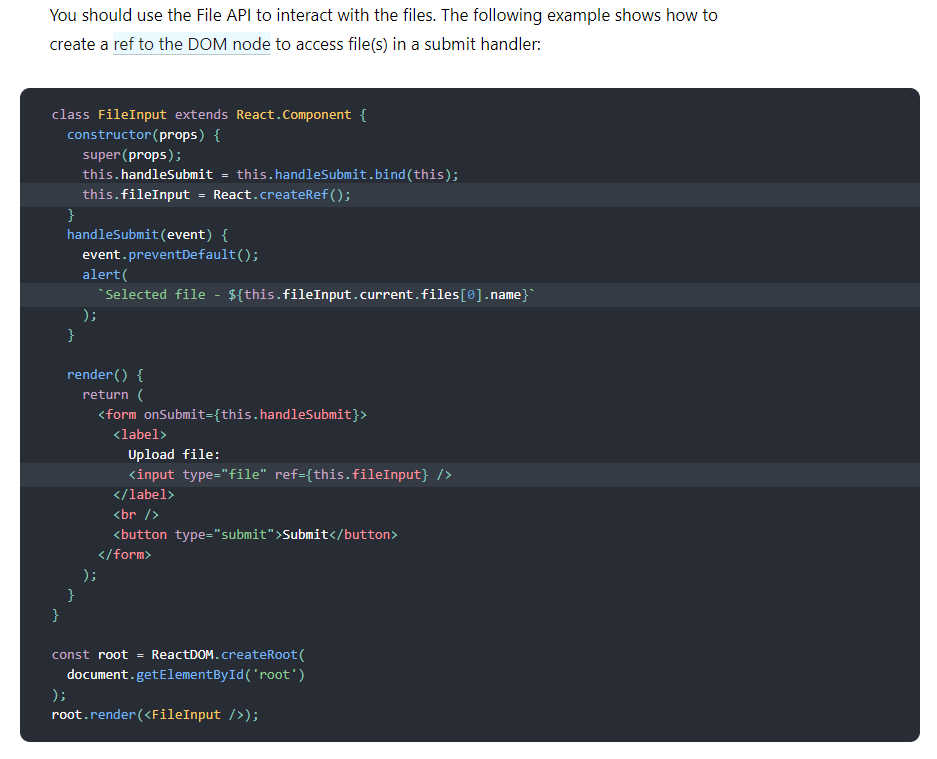 You should use the File API to interact with the files. The following example shows how to
create a ref to the DOM node to access file(s) in a submit handler:
class FileInput extends React.Component {
  constructor(props) {
    super(props);
    this.handleSubmit = this.handleSubmit.bind(this);
    this.fileInput = React.createRef();
  }
  handleSubmit(event) {
    event.preventDefault();
    alert(
      `Selected file - ${this.fileInput.current.files[0].name}`
    );
  }
  render() {
    return (
      <form onSubmit={this.handleSubmit}>
        <label>
          Upload file:
          <input type="file" ref={this.fileInput} />
        </label>
        <br />
        <button type="submit">Submit</button>
      </form>
    );
  }
}
const root = ReactDOM.createRoot(
  document.getElementById('root')
);
root.render(<FileInput />);